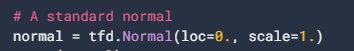 # A standard normal
normal = tfd.Normal(loc=0., scale=1.)